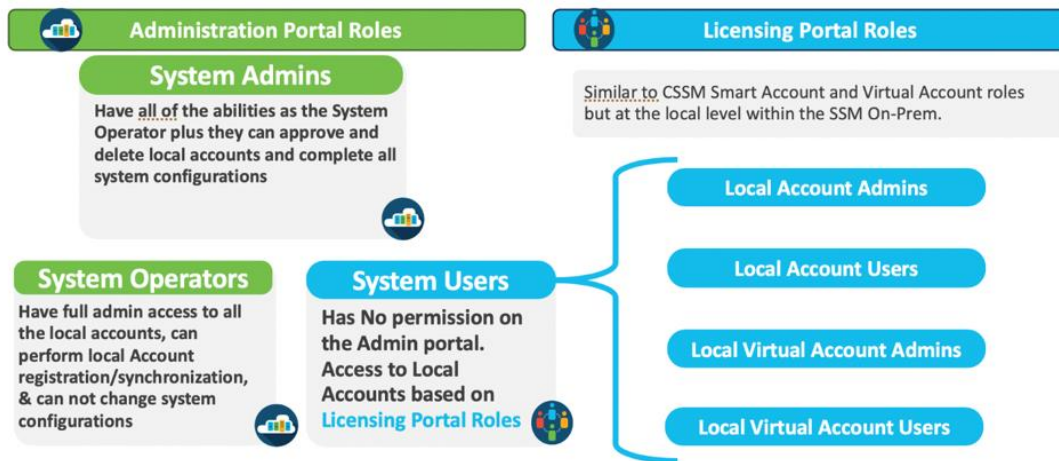 Administration Portal Roles
Licensing Portal Roles
System Admins
Have all of the abilities as the System
Operator plus they can approve and
delete local accounts and complete all
system configurations
Similar to CSSM Smart Account and Virtual Account roles
but at the local level within the SSM On-Prem.
System Operators
Have full admin access to all
the local accounts, can
perform local Account
registration/synchronization,
& can not change system
configurations
System Users
Has No permission on
the Admin portal.
Access to Local
Accounts based on
Licensing Portal Roles
Local Account Admins
Local Account Users
Local Virtual Account Admins
Local Virtual Account Users